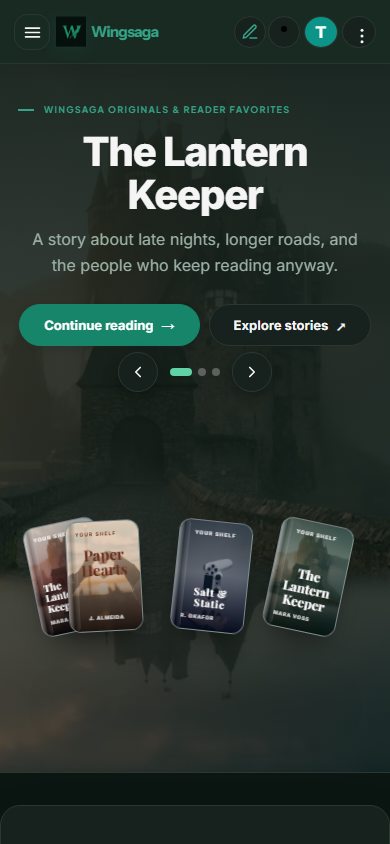 W Wingsaga
T
WINGSAGA ORIGINALS & READER FAVORITES
The Lantern
Keeper
A story about late nights, longer roads, and
the people who keep reading anyway.
Continue reading →
Explore stories ↗
YOUR SHELF
The
MARA
YOUR SHELF
Paper
Hearts
J. ALMEIDA
YOUR SHELF
Salt &
Static
R. OKAFOR
YOUR SHELF
The
Lantern
Keeper
MARA VOSS